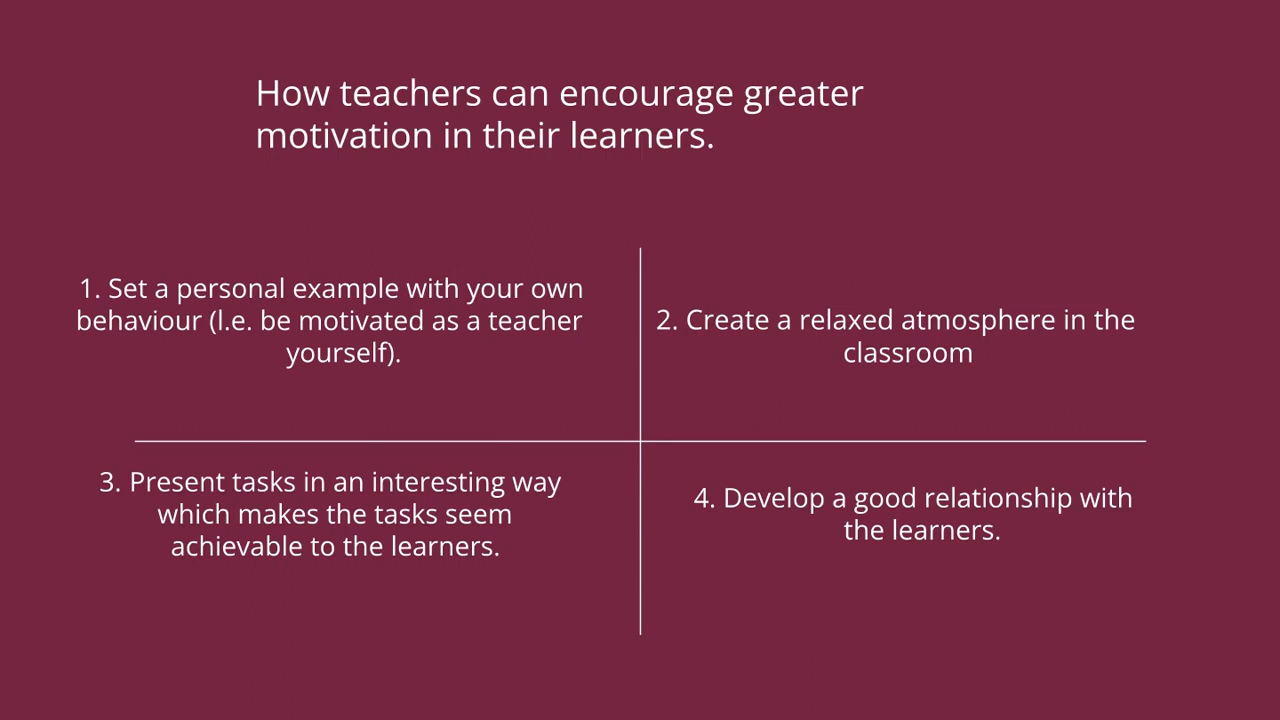 How teachers can encourage greater
motivation in their learners.
1. Set a personal example with your own
behaviour (l.e. be motivated as a teacher
yourself).
2. Create a relaxed atmosphere in the
classroom
3. Present tasks in an interesting way
which makes the tasks seem
achievable to the learners.
4. Develop a good relationship with
the learners.